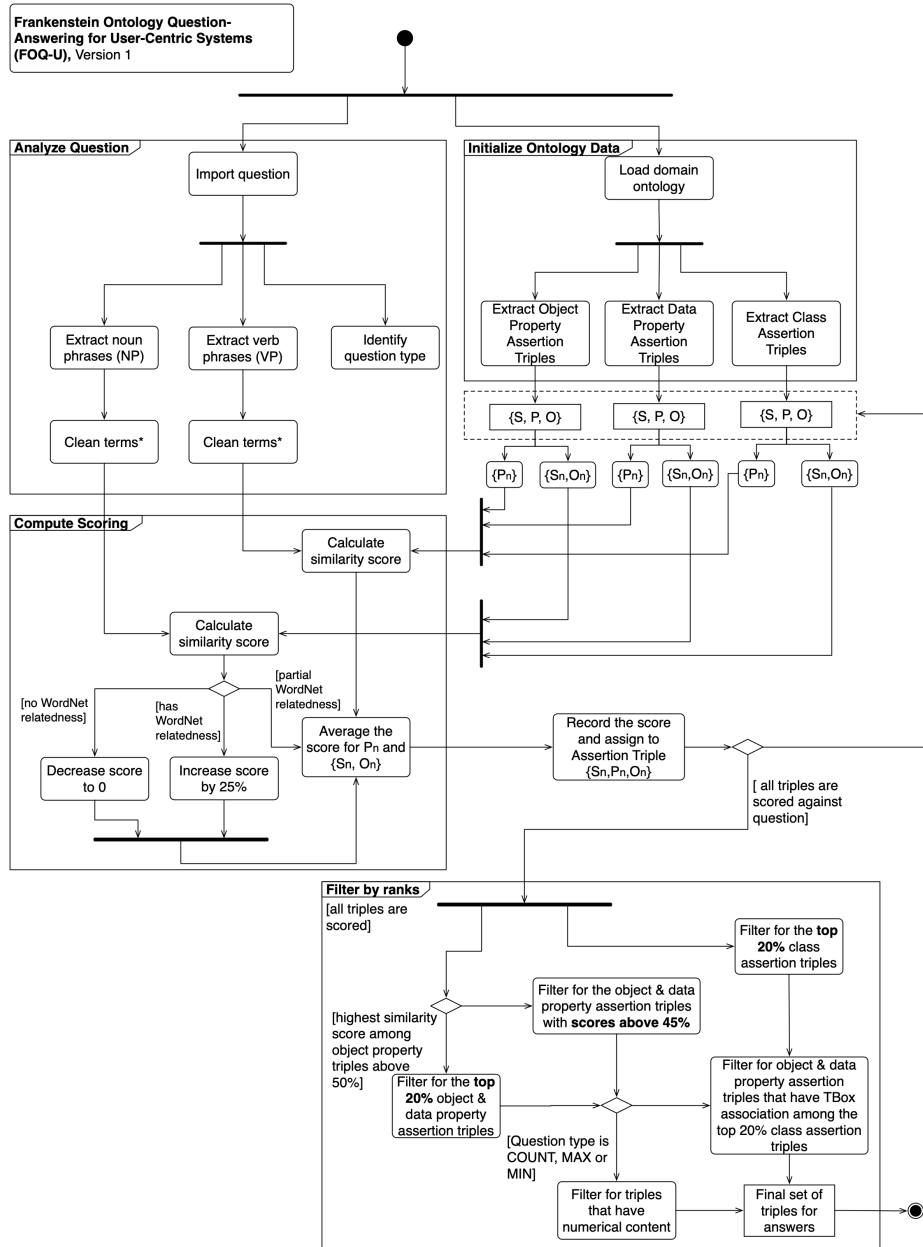 Frankenstein Ontology Question-
Answering for User-Centric Systems
(FOQ-U), Version 1
Analyze Question
Import question
Extract noun
phrases (NP)
Extract verb
phrases (VP)
Identify
question type
Clean terms*
Clean terms*
Initialize Ontology Data
Load domain
ontology
Extract Object
Property
Assertion
Triples
Extract Data
Property
Assertion
Triples
Extract Class
Assertion
Triples
{S, P, O}
{S, P, O}
{S, P, O}
{Pn}
{Sn,On}
{Pn}
{Sn,On}
{Pn}
{Sn,On}
Compute Scoring
Calculate
similarity score
Calculate
similarity score
[no WordNet
relatedness]
[has
WordNet
relatedness]
[partial
WordNet
relatedness]
Decrease score
to 0
Increase score
by 25%
Average the
score for Pn and
{Sn, On}
Record the score
and assign to
Assertion Triple
{Sn,Pn,On}
[ all triples are
scored against
question]
Filter by ranks
[all triples are
scored]
Filter for the top
20% class
assertion triples
Filter for the object & data
property assertion triples
with scores above 45%
[highest similarity
score among
object property
triples above
50%]
Filter for the top
20% object &
data property
assertion triples
Filter for object & data
property assertion
triples that have TBox
association among the
top 20% class assertion
triples
[Question type is
COUNT, MAX or
MIN]
Filter for triples
that have
numerical content
Final set of
triples for
answers